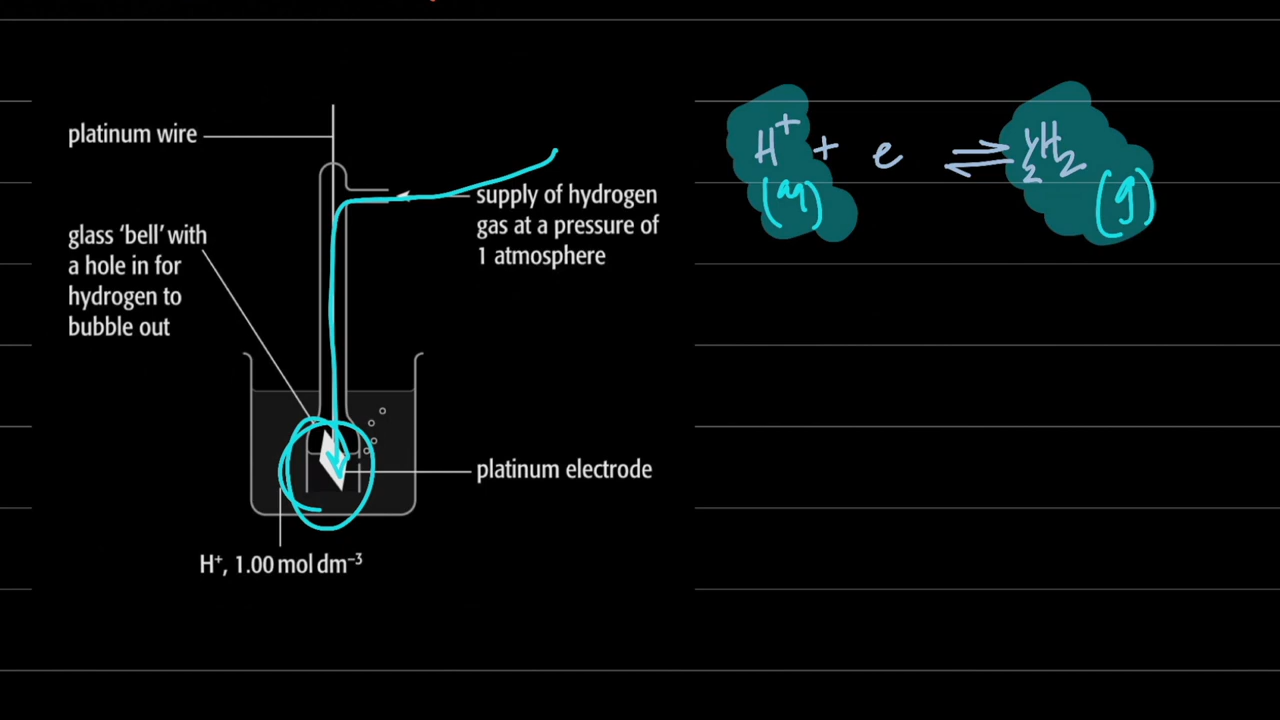 platinum wire
glass ‘bell’ with
a hole in for
hydrogen to
bubble out
supply of hydrogen
gas at a pressure of
1 atmosphere
platinum electrode
H⁺, 1.00 mol dm⁻³
H⁺ + e ⇌ ½H₂
(aq) (g)